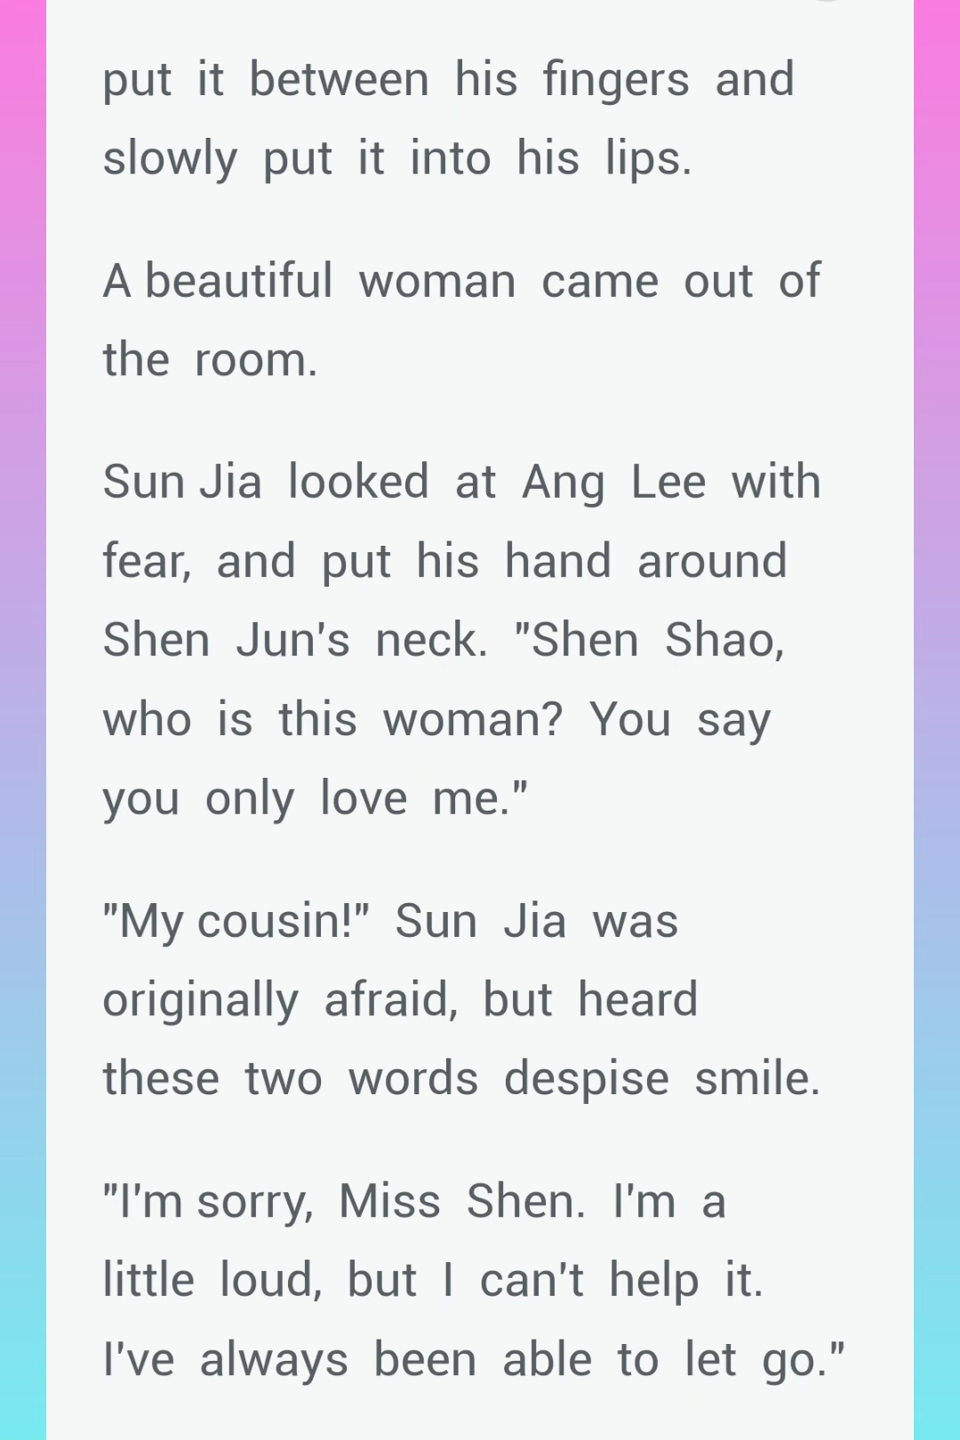 put it between his fingers and
slowly put it into his lips.
A beautiful woman came out of
the room.
Sun Jia looked at Ang Lee with
fear, and put his hand around
Shen Jun's neck. "Shen Shao,
who is this woman? You say
you only love me."
"My cousin!" Sun Jia was
originally afraid, but heard
these two words despise smile.
"I'm sorry, Miss Shen. I'm a
little loud, but I can't help it.
I've always been able to let go."